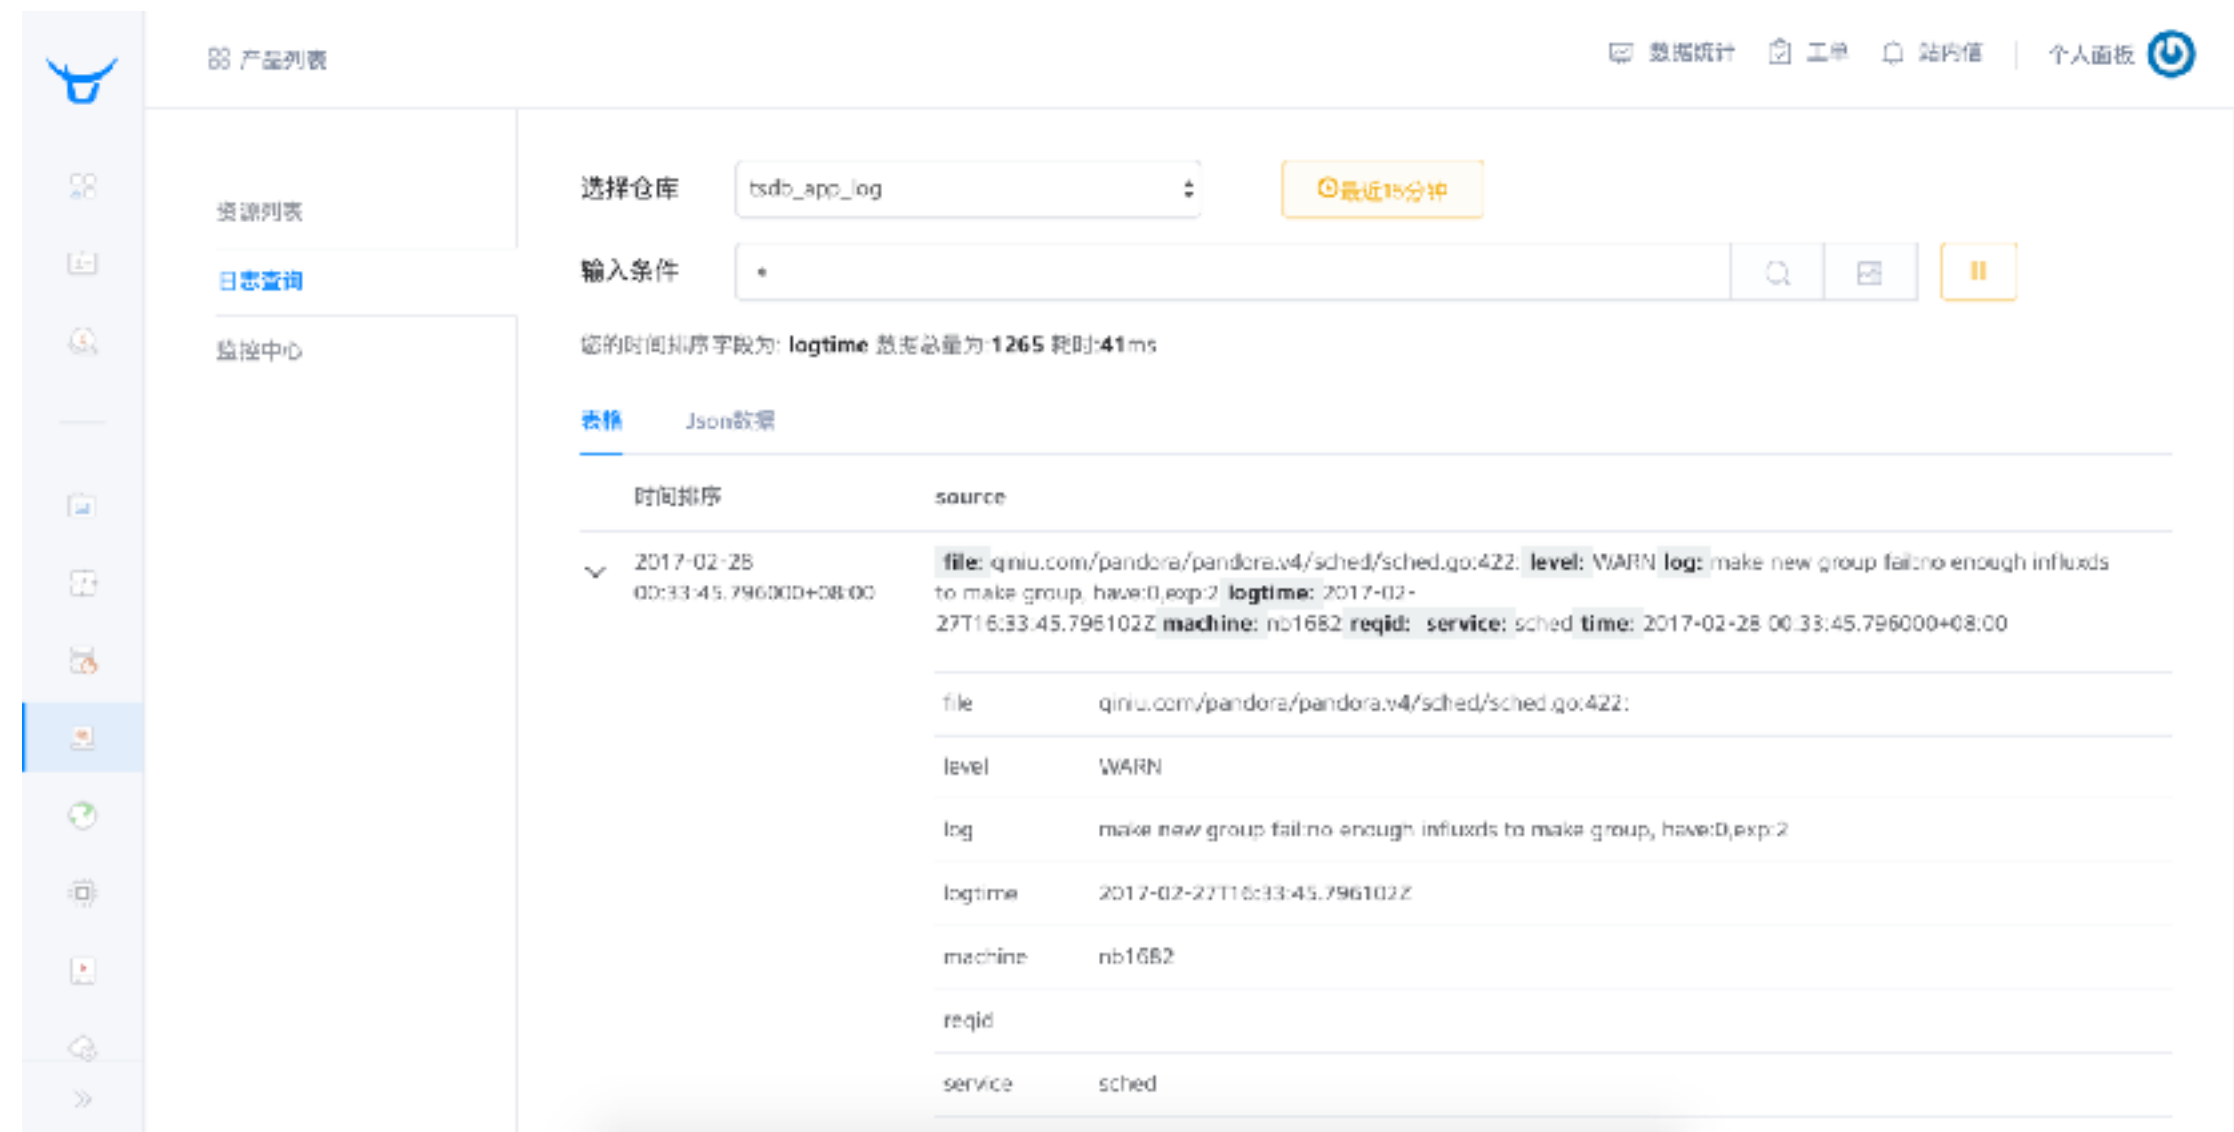 产品列表
数据统计 工单 站内信 个人面板
资源列表
日志查询
监控中心
选择仓库 tsdb_app_log 最近15分钟
输入条件 *
您的时间排序字段为: logtime 数据总量为:1265 耗时:41ms
表格 Json数据
时间排序 source
2017-02-28
00:33:45.796000+08:00
file: qiniu.com/pandora/pandora.v4/sched/sched.go:422: level: WARN log: make new group fail:no enough influxds
to make group, have:0,exp:2 logtime: 2017-02-
27T16:33:45.796102Z machine: nb1682 reqid: service: sched time: 2017-02-28 00:33:45.796000+08:00
file qiniu.com/pandora/pandora.v4/sched/sched.go:422:
level WARN
log make new group fail:no enough influxds to make group, have:0,exp:2
logtime 2017-02-27T16:33:45.796102Z
machine nb1682
reqid
service sched